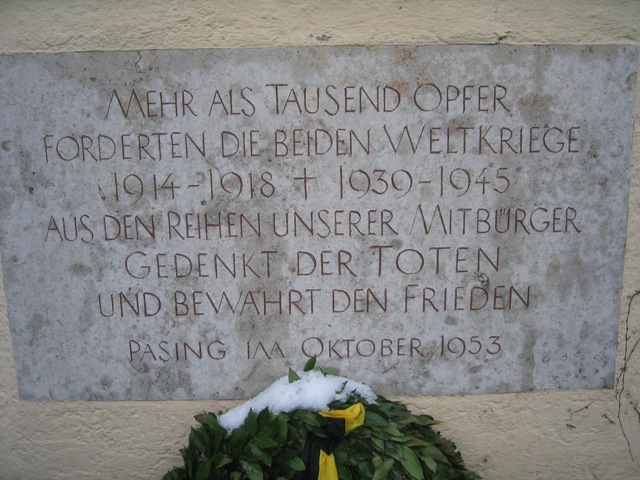 MEHR ALS TAUSEND OPFER
FORDERTEN DIE BEIDEN WELTKRIEGE
1914-1918 + 1939-1945
AUS DEN REIHEN UNSERER MITBÜRGER
GEDENKT DER TOTEN
UND BEWAHRT DEN FRIEDEN
PASING IM OKTOBER 1953